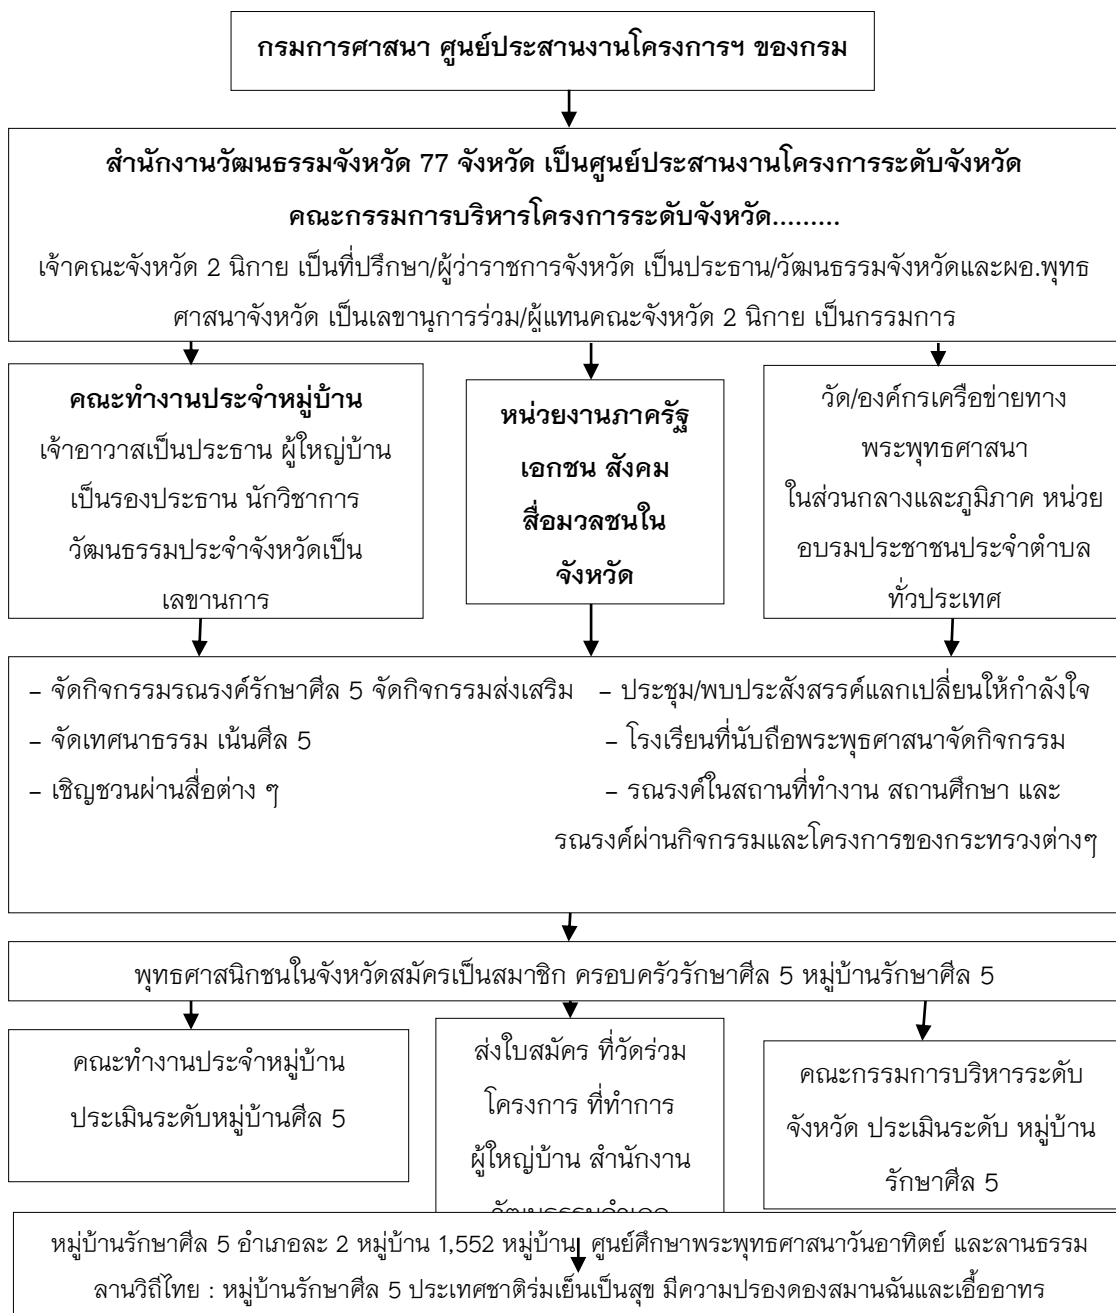 กรมการศาสนา ศูนย์ประสานงานโครงการฯ ของกรม
สำนักงานวัฒนธรรมจังหวัด 77 จังหวัด เป็นศูนย์ประสานงานโครงการระดับจังหวัด
คณะกรรมการบริหารโครงการระดับจังหวัด.........
เจ้าคณะจังหวัด 2 นิกาย เป็นที่ปรึกษา/ผู้ว่าราชการจังหวัด เป็นประธาน/วัฒนธรรมจังหวัดและผอ.พุทธ
ศาสนาจังหวัด เป็นเลขานุการร่วม/ผู้แทนคณะจังหวัด 2 นิกาย เป็นกรรมการ
คณะทำงานประจำหมู่บ้าน
เจ้าอาวาสเป็นประธาน ผู้ใหญ่บ้าน
เป็นรองประธาน นักวิชาการ
วัฒนธรรมประจำจังหวัดเป็น
เลขานการ
หน่วยงานภาครัฐ
เอกชน สังคม
สื่อมวลชนใน
จังหวัด
วัด/องค์กรเครือข่ายทาง
พระพุทธศาสนา
ในส่วนกลางและภูมิภาค หน่วย
อบรมประชาชนประจำตำบล
ทั่วประเทศ
– จัดกิจกรรมรณรงค์รักษาศีล 5 จัดกิจกรรมส่งเสริม
– จัดเทศนาธรรม เน้นศีล 5
– เชิญชวนผ่านสื่อต่าง ๆ
– ประชุม/พบประสังสรรค์แลกเปลี่ยนให้กำลังใจ
– โรงเรียนที่นับถือพระพุธศาสนาจัดกิจกรรม
– รณรงค์ในสถานที่ทำงาน สถานศึกษา และ
รณรงค์ผ่านกิจกรรมและโครงการของกระทรวงต่างๆ
พุทธศาสนิกชนในจังหวัดสมัครเป็นสมาชิก ครอบครัวรักษาศีล 5 หมู่บ้านรักษาศีล 5
คณะทำงานประจำหมู่บ้าน
ประเมินระดับหมู่บ้านศีล 5
ส่งใบสมัคร ที่วัดร่วม
โครงการ ที่ทำการ
ผู้ใหญ่บ้าน สำนักงาน
คณะกรรมการบริหารระดับ
จังหวัด ประเมินระดับ หมู่บ้าน
รักษาศีล 5
หมู่บ้านรักษาศีล 5 อำเภอละ 2 หมู่บ้าน 1,552 หมู่บ้าน ศูนย์ศึกษาพระพุทธศาสนาวันอาทิตย์ และลานธรรม
ลานวิถีไทย : หมู่บ้านรักษาศีล 5 ประเทศชาติร่มเย็นเป็นสุข มีความปรองดองสมานฉันและเอื้ออาทร